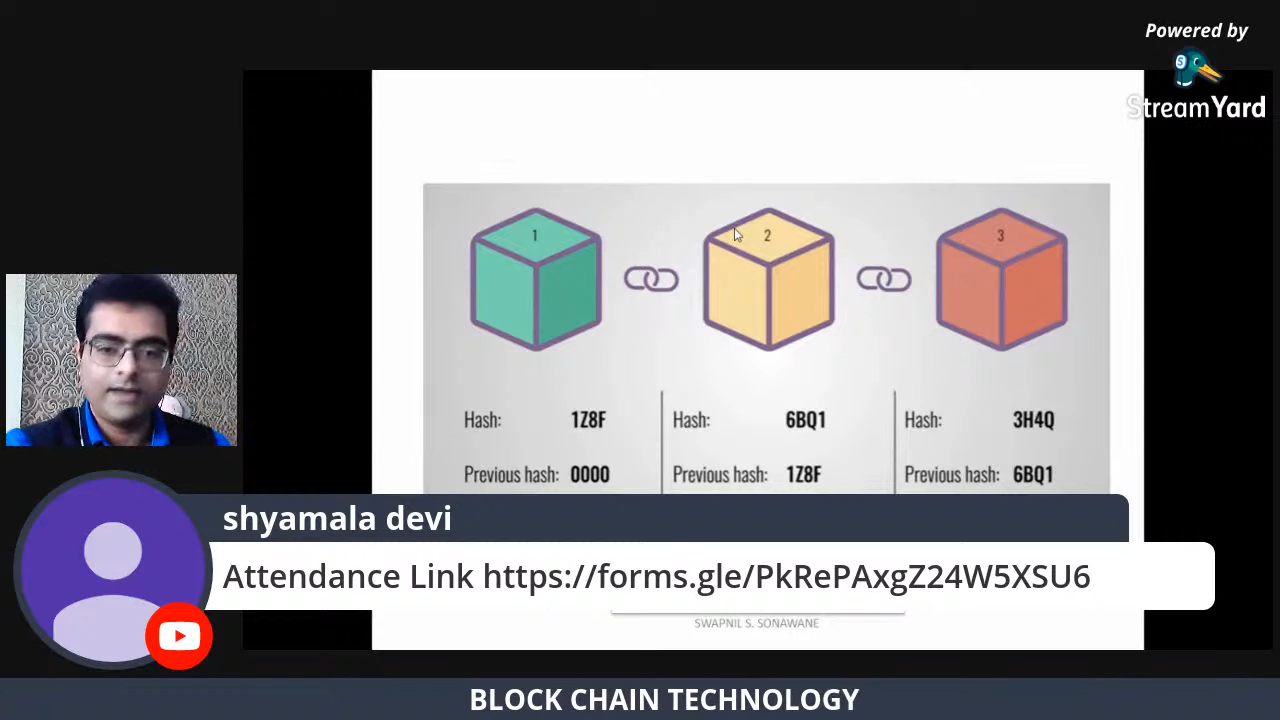 Powered by
StreamYard
1
2
3
Hash: 1Z8F
Hash: 6BQ1
Hash: 3H4Q
Previous hash: 0000
Previous hash: 1Z8F
Previous hash: 6BQ1
shyamala devi
Attendance Link https://forms.gle/PkRePAxgZ24W5XSU6
SWAPNIL S. SONAWANE
BLOCK CHAIN TECHNOLOGY